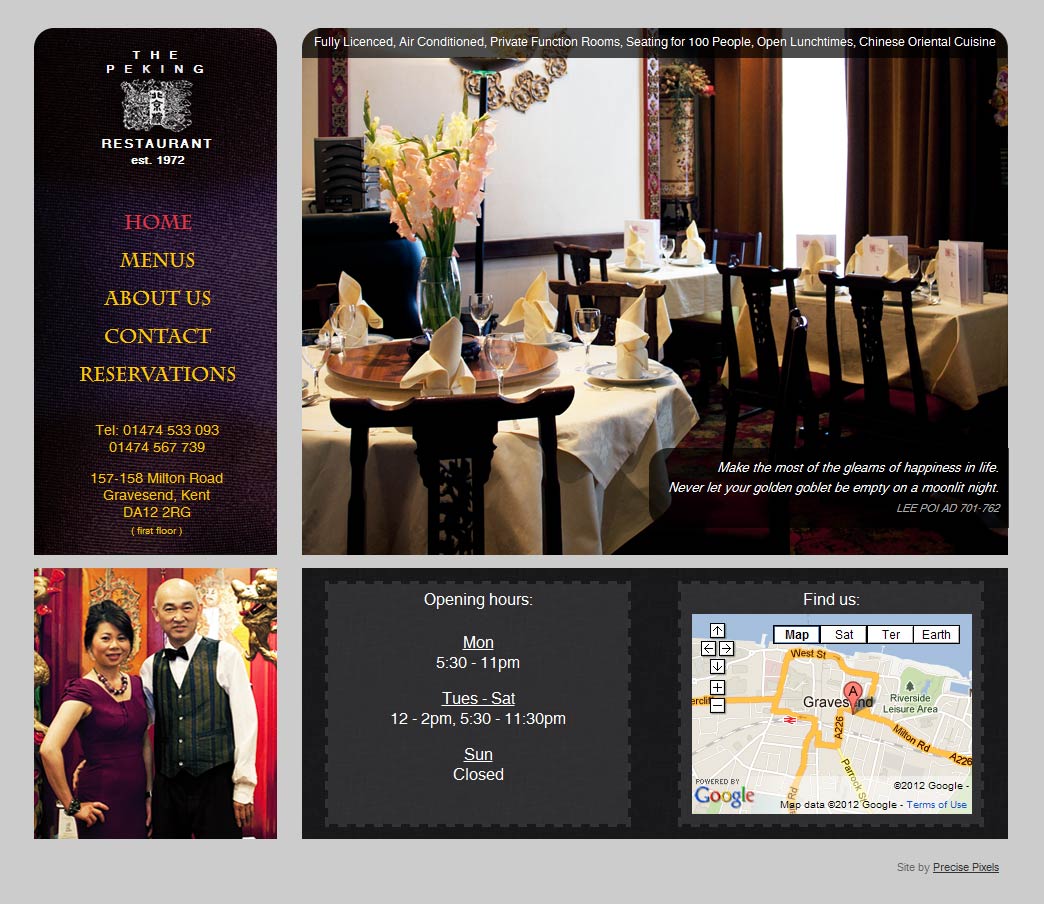 THE
PEKING
北
京
RESTAURANT
est. 1972
HOME
MENUS
ABOUT US
CONTACT
RESERVATIONS
Tel: 01474 533 093
01474 567 739
157-158 Milton Road
Gravesend, Kent
DA12 2RG
( first floor )
Fully Licenced, Air Conditioned, Private Function Rooms, Seating for 100 People, Open Lunchtimes, Chinese Oriental Cuisine
Make the most of the gleams of happiness in life.
Never let your golden goblet be empty on a moonlit night.
LEE POI AD 701-762
Opening hours:
Mon
5:30 - 11pm
Tues - Sat
12 - 2pm, 5:30 - 11:30pm
Sun
Closed
Find us:
Map Sat Ter Earth
West St
A
Gravesend
Riverside
Leisure Area
A226
Milton Rd
A226
Parrock St
Rd
POWERED BY
Google
©2012 Google -
Map data ©2012 Google - Terms of Use
Site by Precise Pixels